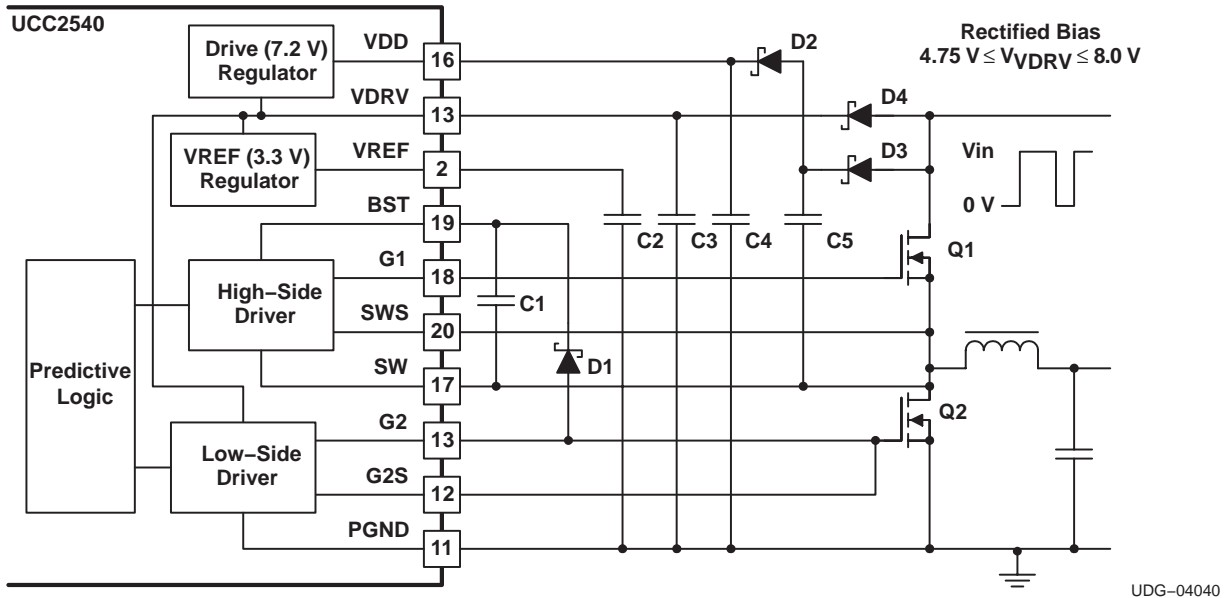 UCC2540
Drive (7.2 V)
Regulator
VREF (3.3 V)
Regulator
High−Side
Driver
Predictive
Logic
Low−Side
Driver
VDD
16
VDRV
13
VREF
2
BST
19
G1
18
SWS
20
SW
17
G2
13
G2S
12
PGND
11
C1
D1
C2
C3
C4
C5
D2
D4
D3
Rectified Bias
4.75 V ≤ VVDRV ≤ 8.0 V
Vin
0 V
Q1
Q2
UDG−04040